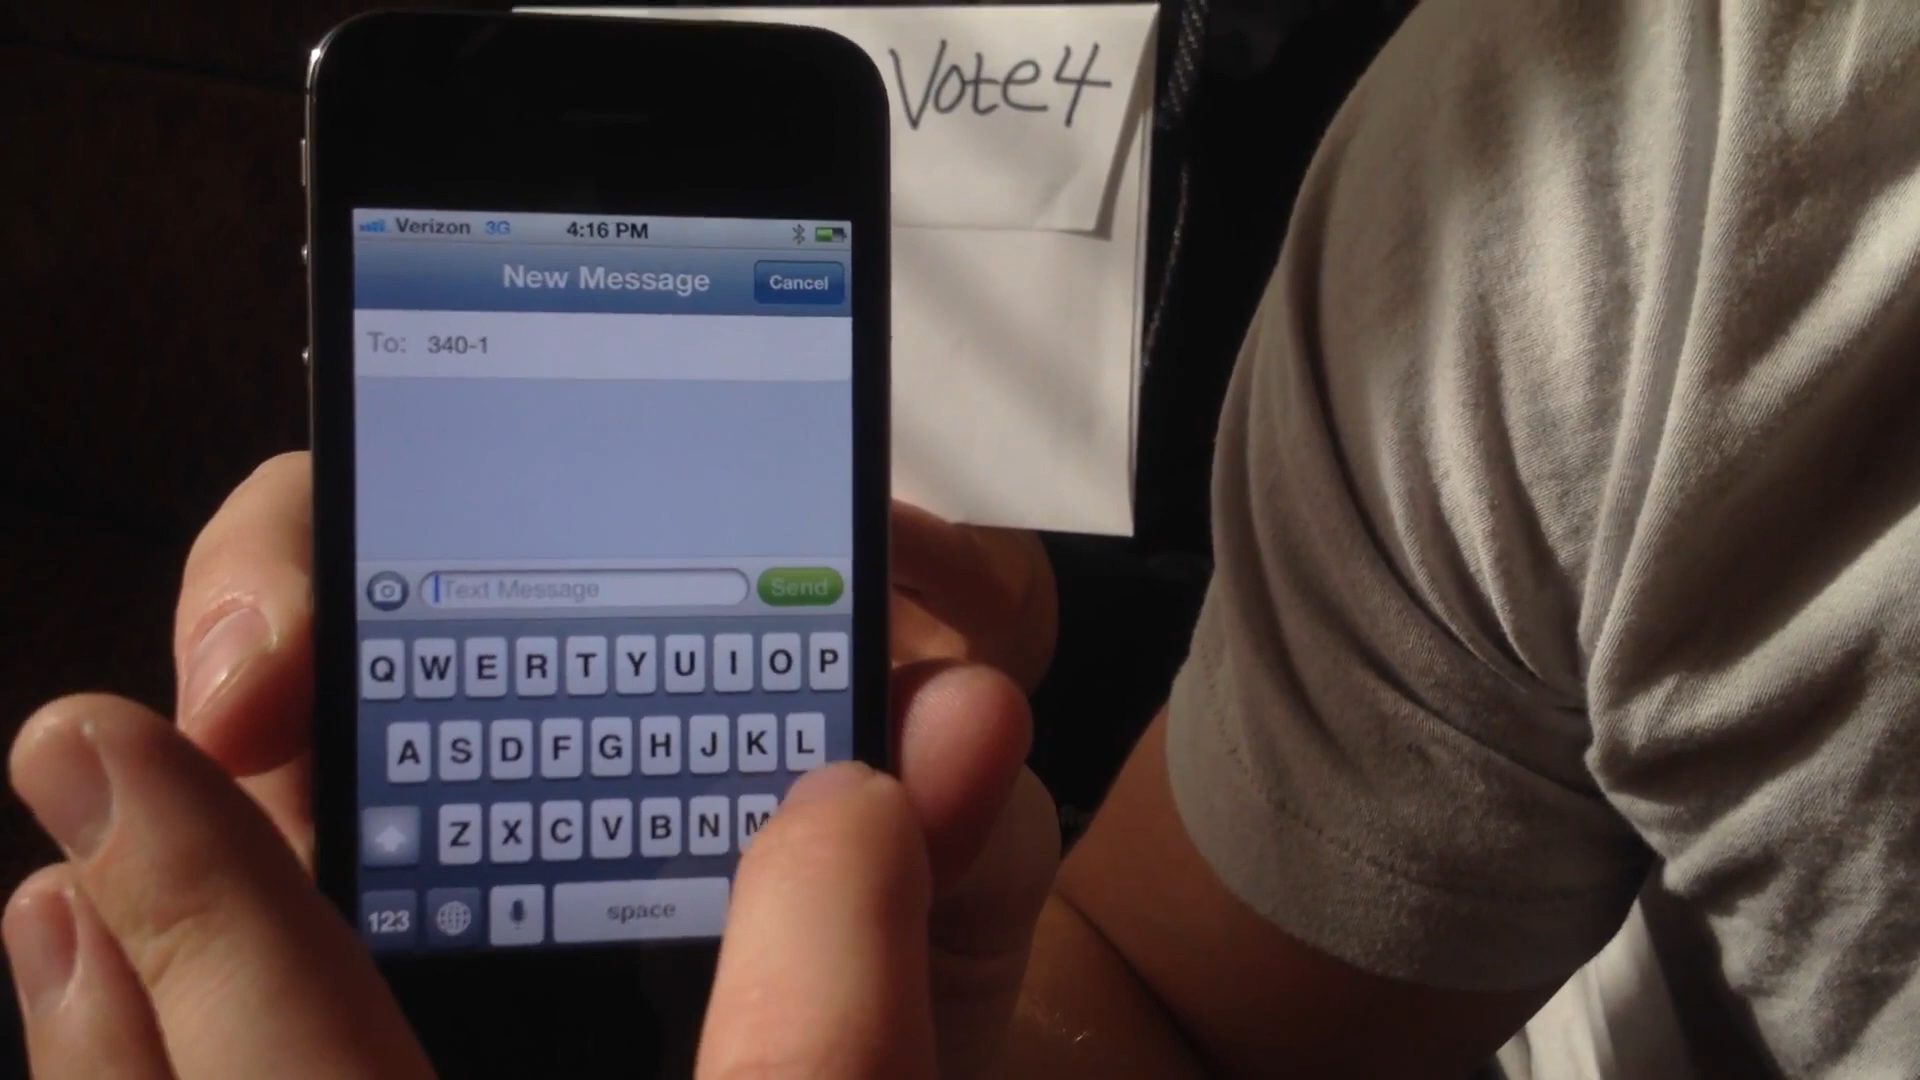 Vote4
Verizon 3G 4:16 PM
New Message Cancel
To: 340-1
Text Message Send
Q W E R T Y U I O P
A S D F G H J K L
Z X C V B N M
123 space